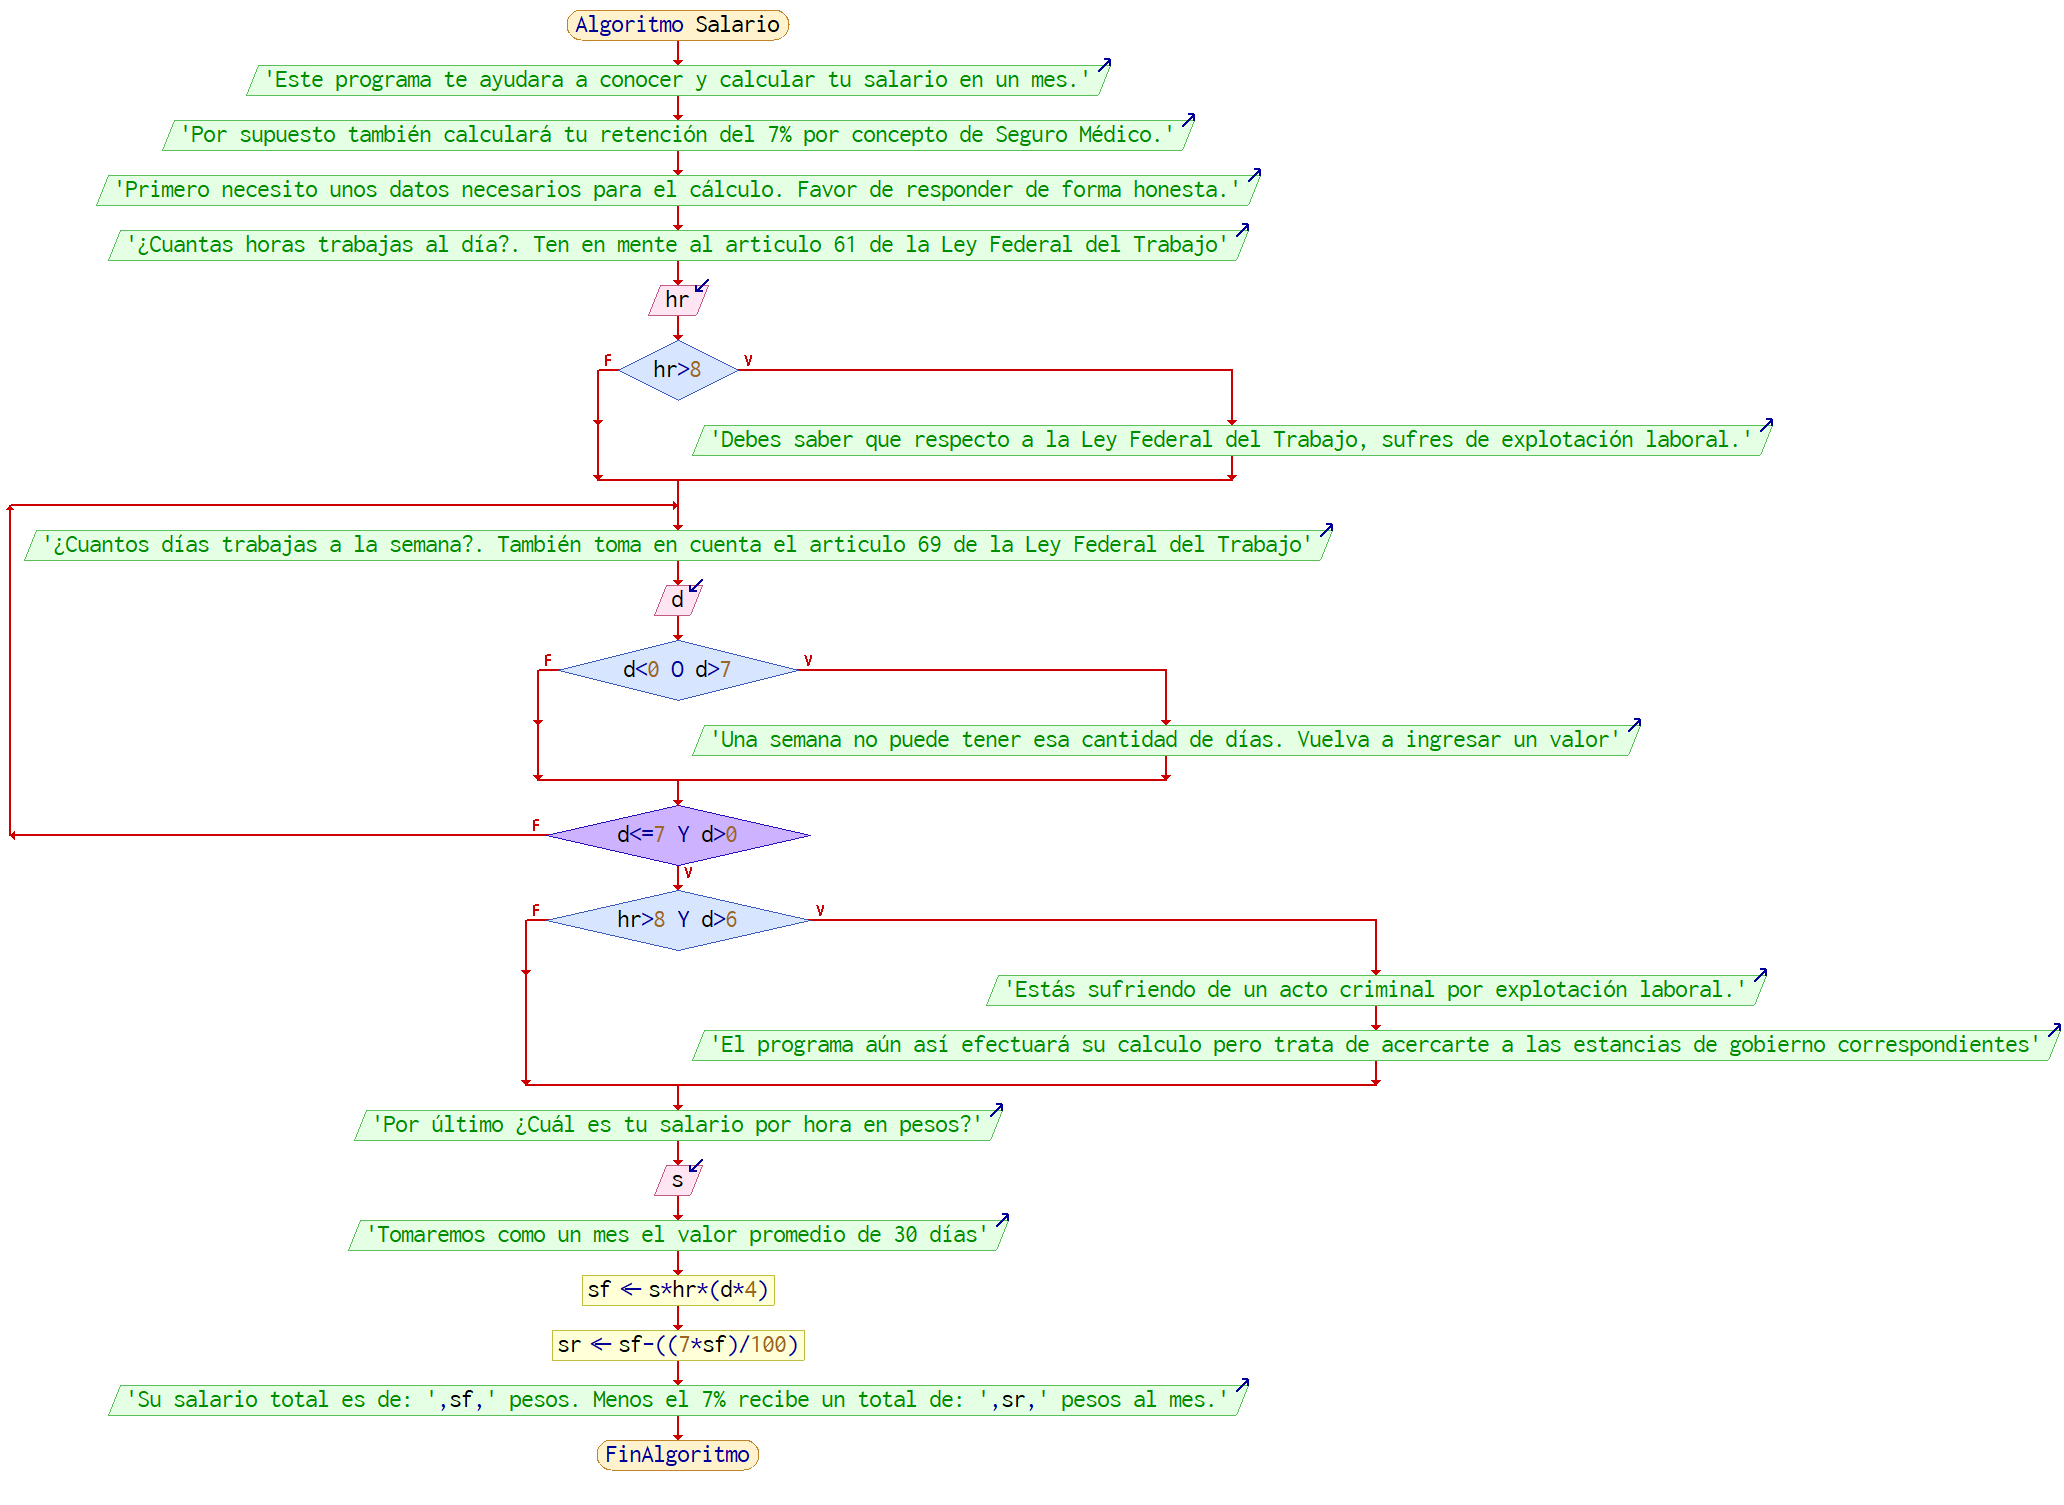 Algoritmo Salario
'Este programa te ayudara a conocer y calcular tu salario en un mes.'
'Por supuesto también calculará tu retención del 7% por concepto de Seguro Médico.'
'Primero necesito unos datos necesarios para el cálculo. Favor de responder de forma honesta.'
'¿Cuantas horas trabajas al día?. Ten en mente al articulo 61 de la Ley Federal del Trabajo'
hr
F
hr>8
V
'Debes saber que respecto a la Ley Federal del Trabajo, sufres de explotación laboral.'
'¿Cuantos días trabajas a la semana?. También toma en cuenta el articulo 69 de la Ley Federal del Trabajo'
d
F
d<0 O d>7
V
'Una semana no puede tener esa cantidad de días. Vuelva a ingresar un valor'
F
d<=7 Y d>0
V
F
hr>8 Y d>6
V
'Estás sufriendo de un acto criminal por explotación laboral.'
'El programa aún así efectuará su calculo pero trata de acercarte a las estancias de gobierno correspondientes'
'Por último ¿Cuál es tu salario por hora en pesos?'
s
'Tomaremos como un mes el valor promedio de 30 días'
sf ← s*hr*(d*4)
sr ← sf-((7*sf)/100)
'Su salario total es de: ',sf,' pesos. Menos el 7% recibe un total de: ',sr,' pesos al mes.'
FinAlgoritmo